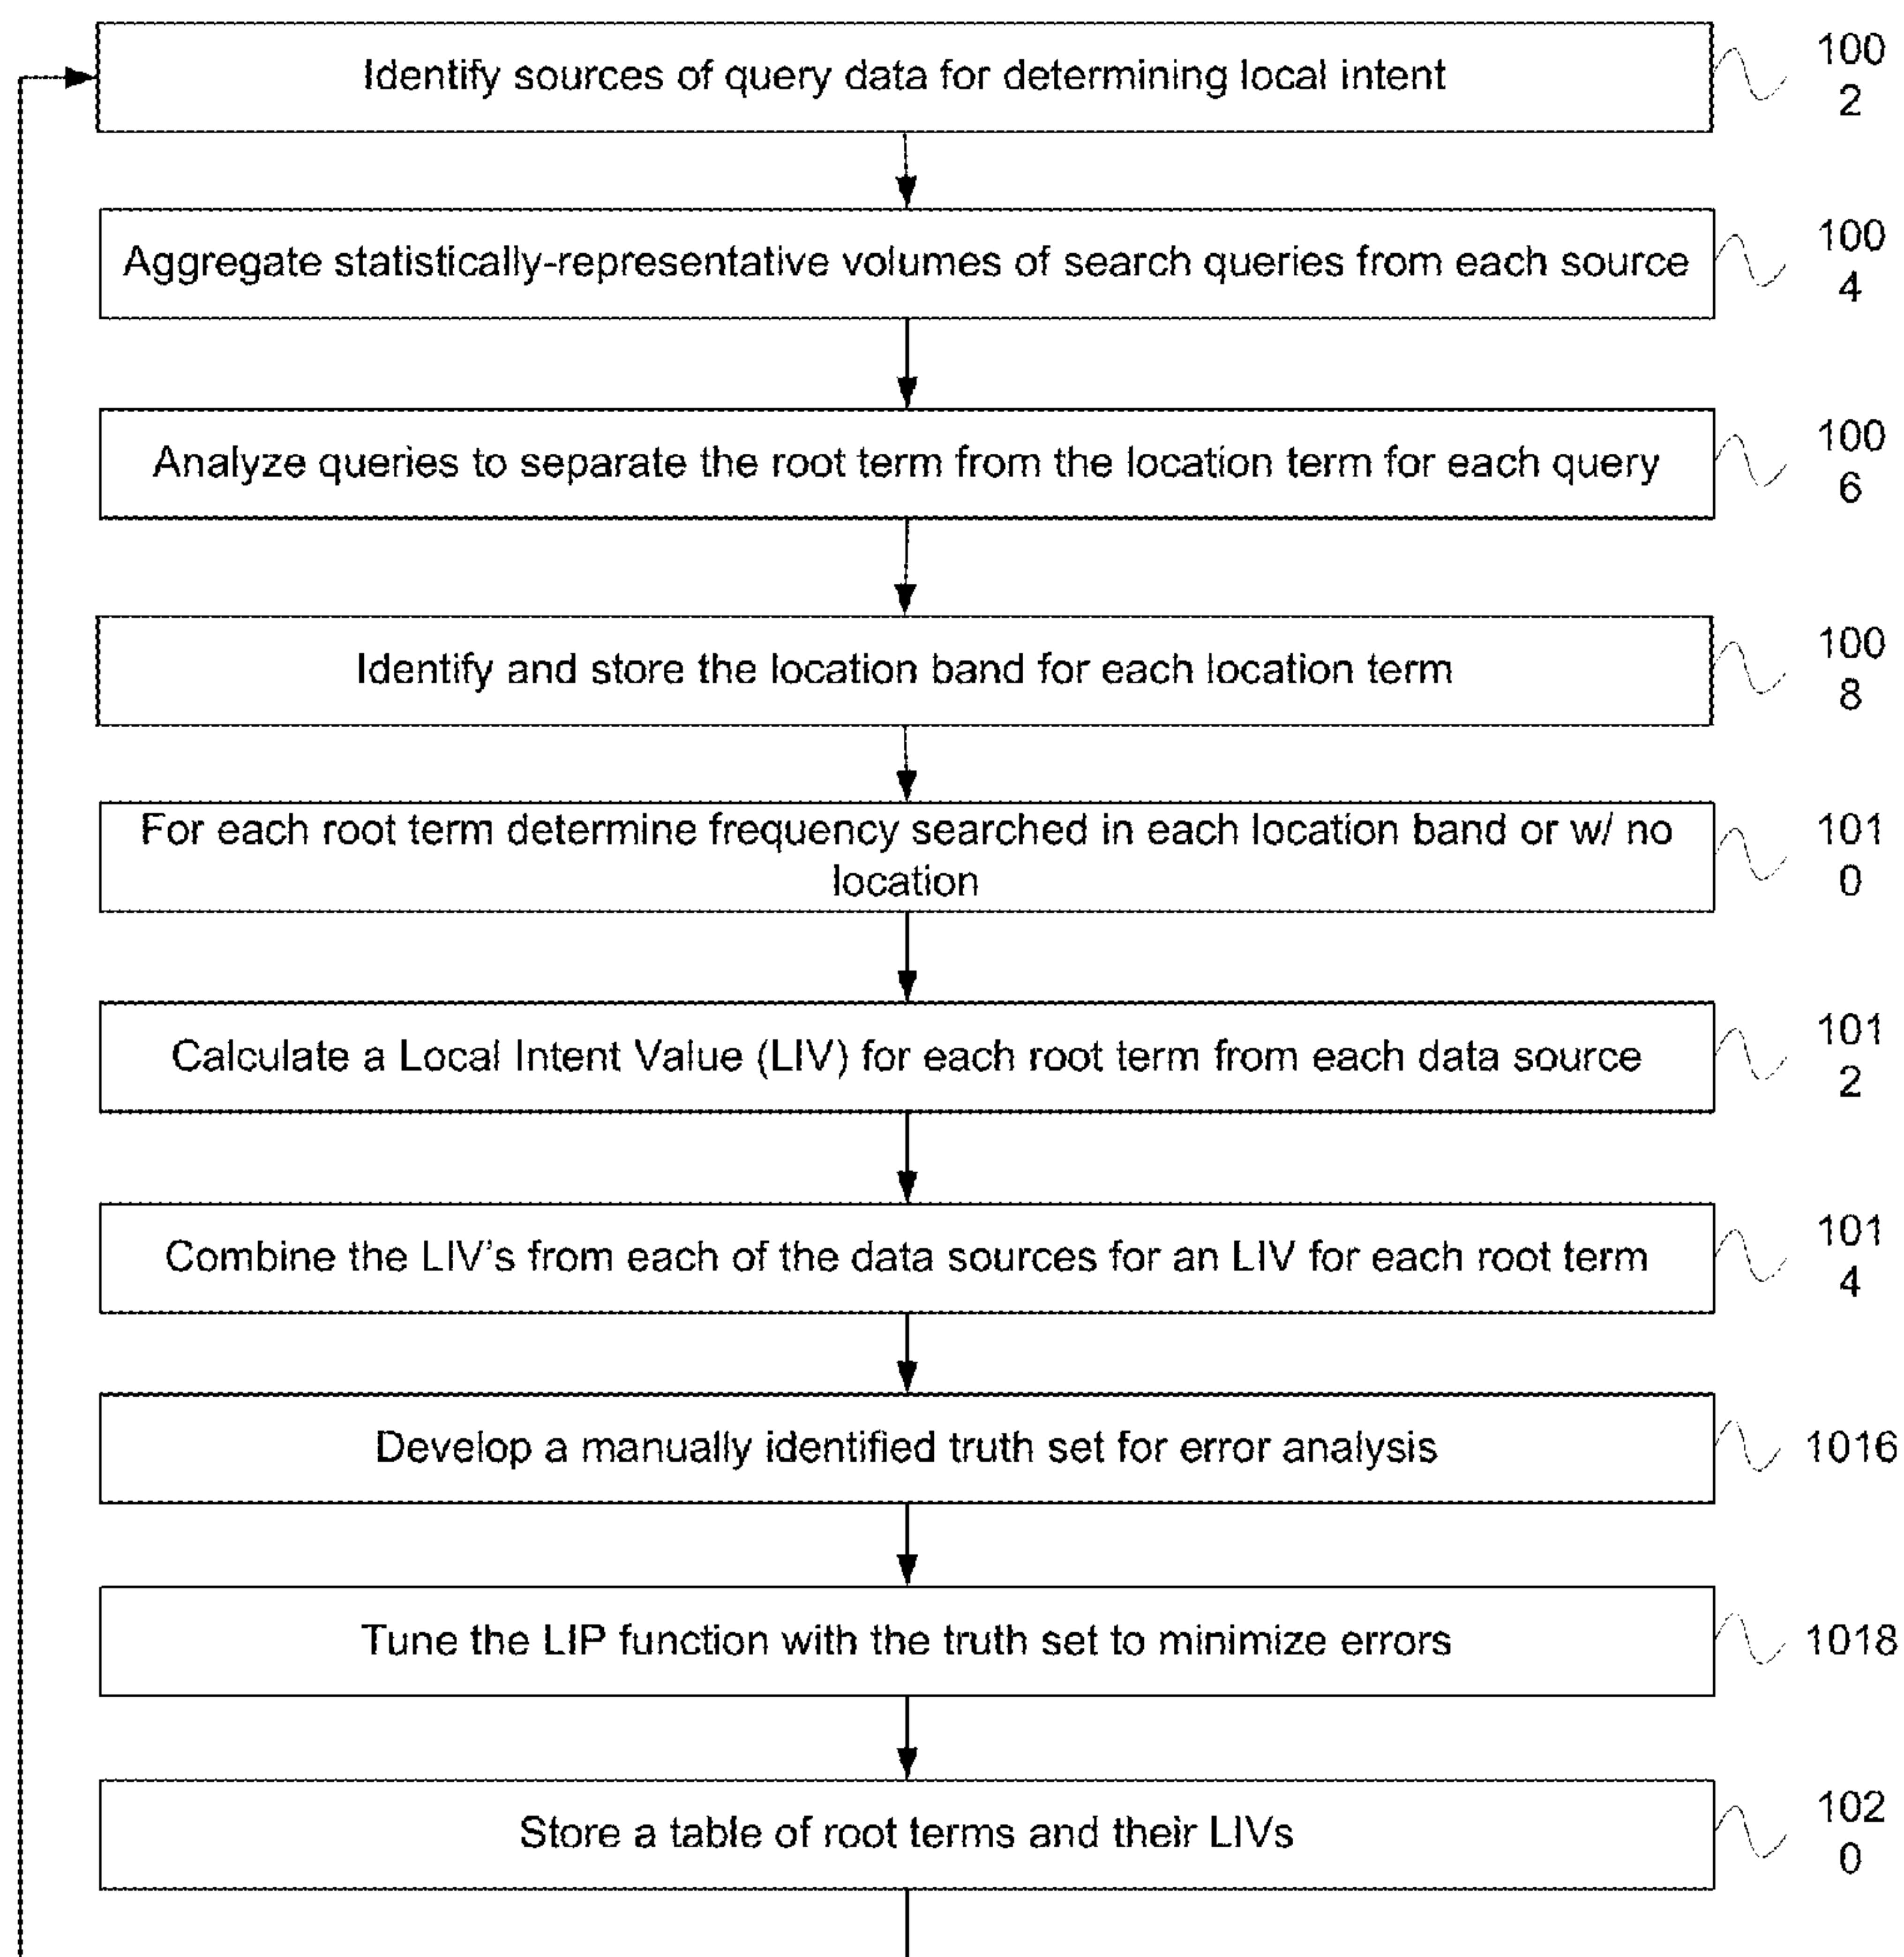 Identify sources of query data for determining local intent
100
2
Aggregate statistically-representative volumes of search queries from each source
100
4
Analyze queries to separate the root term from the location term for each query
100
6
Identify and store the location band for each location term
100
8
For each root term determine frequency searched in each location band or w/ no
location
101
0
Calculate a Local Intent Value (LIV) for each root term from each data source
101
2
Combine the LIV's from each of the data sources for an LIV for each root term
101
4
Develop a manually identified truth set for error analysis
1016
Tune the LIP function with the truth set to minimize errors
1018
Store a table of root terms and their LIVs
102
0